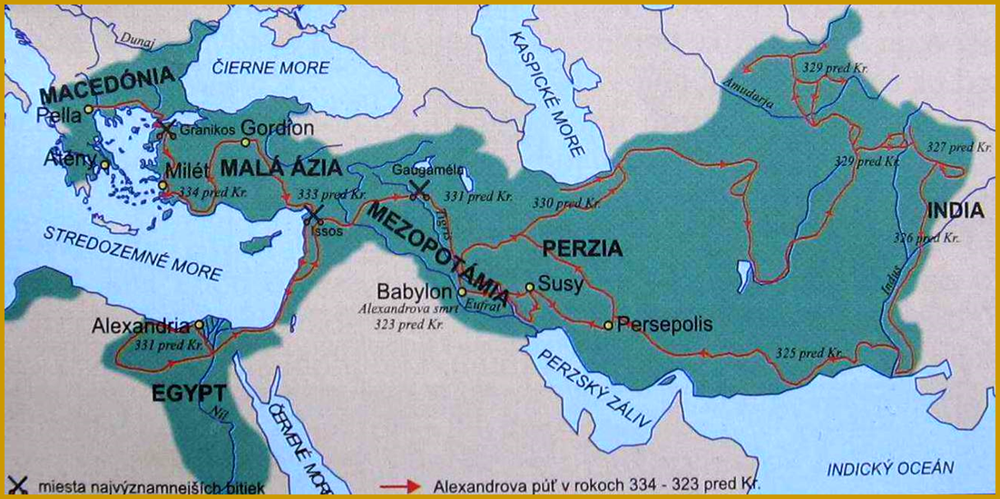 Dunaj
ČIERNE MORE
KASPICKÉ MORE
329 pred Kr.
Amudarja
MACEDÓNIA
Pella
Granikos
Gordion
Atény
Milét
MALÁ ÁZIA
334 pred Kr.
333 pred Kr.
Issos
Gaugaméla
331 pred Kr.
Tigris
330 pred Kr.
329 pred Kr.
327 pred Kr.
INDIA
326 pred Kr.
Indus
STREDOZEMNÉ MORE
MEZOPOTÁMIA
PERZIA
Babylon
Alexandrova smrť
323 pred Kr.
Eufrat
Susy
Persepolis
Alexandria
331 pred Kr.
EGYPT
Níl
ČERVENÉ MORE
PERZSKÝ ZÁLIV
325 pred Kr.
INDICKÝ OCEÁN
miesta najvýznamnejších bitiek
Alexandrova púť v rokoch 334 - 323 pred Kr.